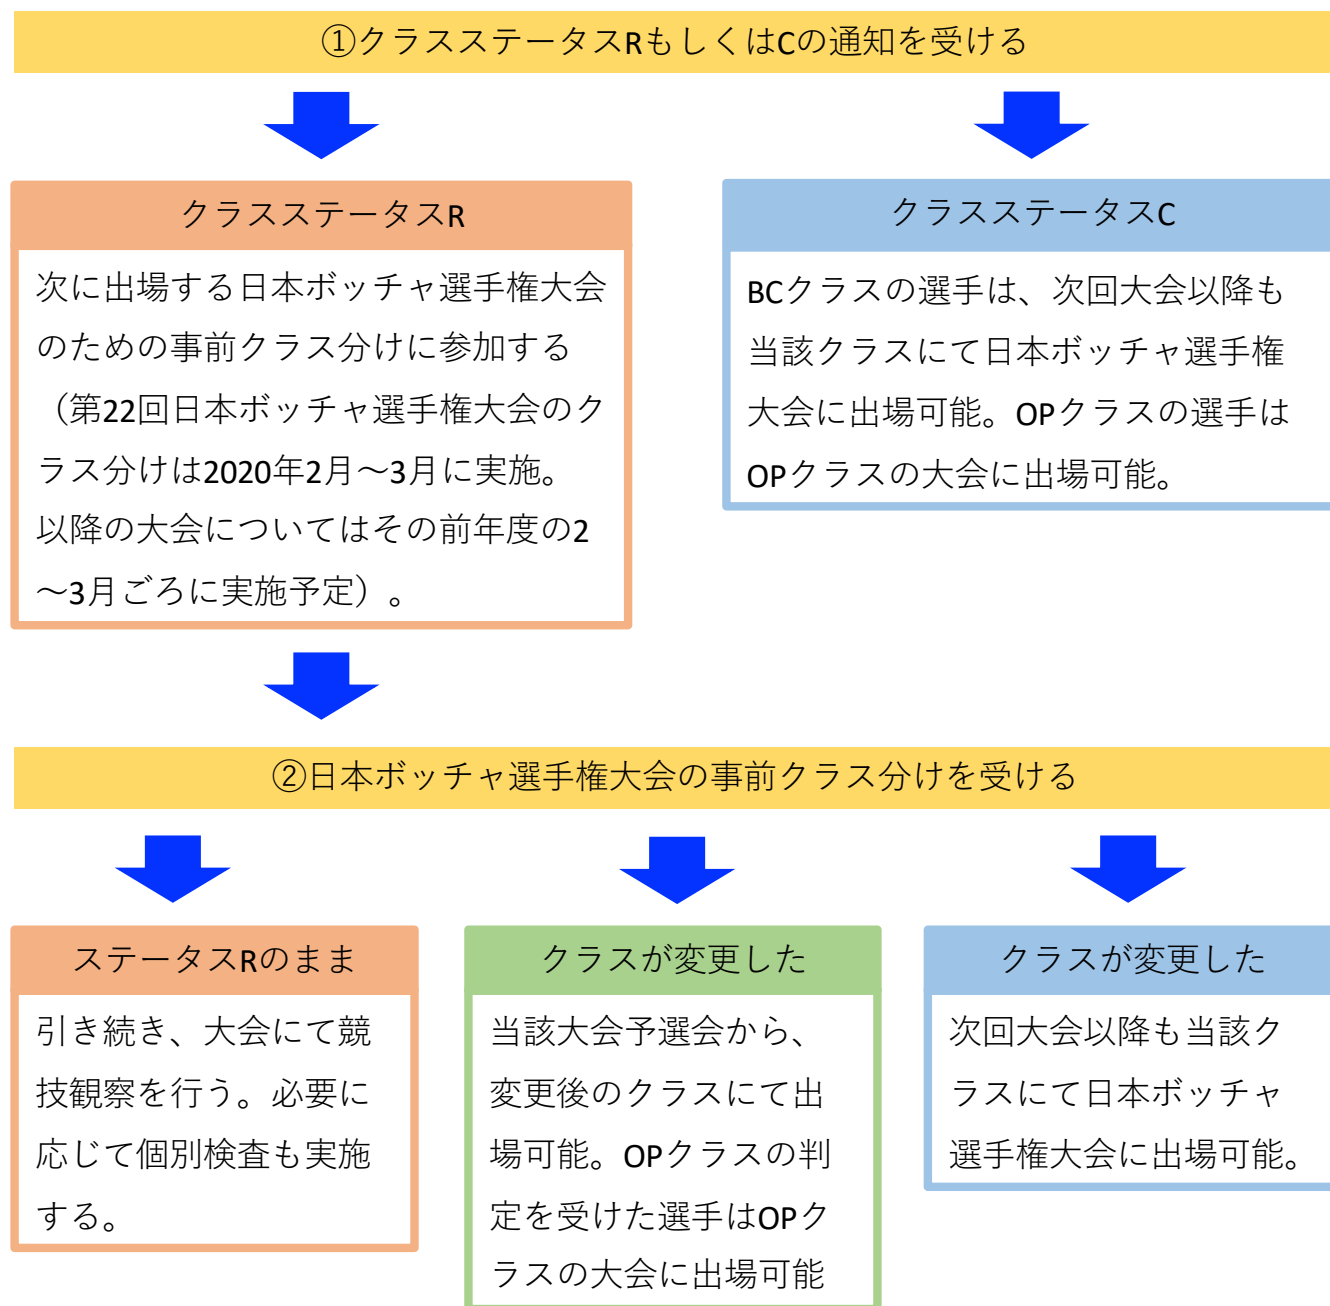 ①クラスステータスRもしくはCの通知を受ける
クラスステータスR
次に出場する日本ボッチャ選手権大会
のための事前クラス分けに参加する
（第22回日本ボッチャ選手権大会のク
ラス分けは2020年2月～3月に実施。
以降の大会についてはその前年度の2
～3月ごろに実施予定）。
クラスステータスC
BCクラスの選手は、次回大会以降も
当該クラスにて日本ボッチャ選手権
大会に出場可能。OPクラスの選手は
OPクラスの大会に出場可能。
②日本ボッチャ選手権大会の事前クラス分けを受ける
ステータスRのまま
引き続き、大会にて競
技観察を行う。必要に
応じて個別検査も実施
する。
クラスが変更した
当該大会予選会から、
変更後のクラスにて出
場可能。OPクラスの判
定を受けた選手はOPク
ラスの大会に出場可能
クラスが変更した
次回大会以降も当該ク
ラスにて日本ボッチャ
選手権大会に出場可能。